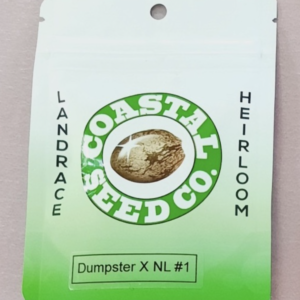 LANDRACE
COASTAL
SEED CO.
HEIRLOOM
Dumpster X NL #1